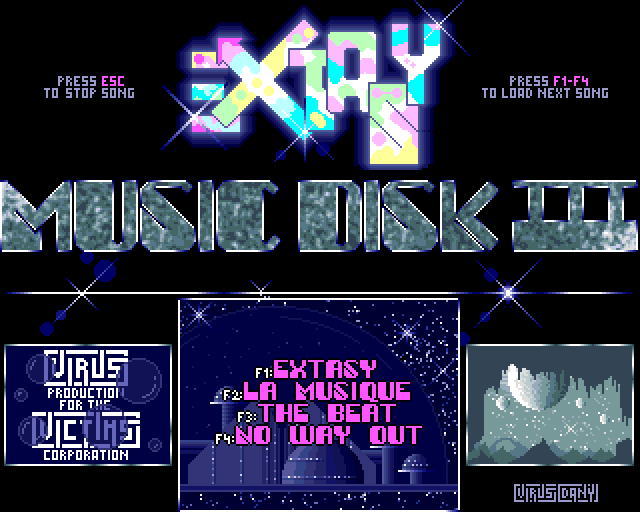 EXTASY
PRESS ESC
TO STOP SONG
PRESS F1-F4
TO LOAD NEXT SONG
MUSIC DISK III
VIRUS
PRODUCTION
FOR THE
VICTIMS
CORPORATION
F1:EXTASY
F2:LA MUSIQUE
F3:THE BEAT
F4:NO WAY OUT
VIRUS DANY